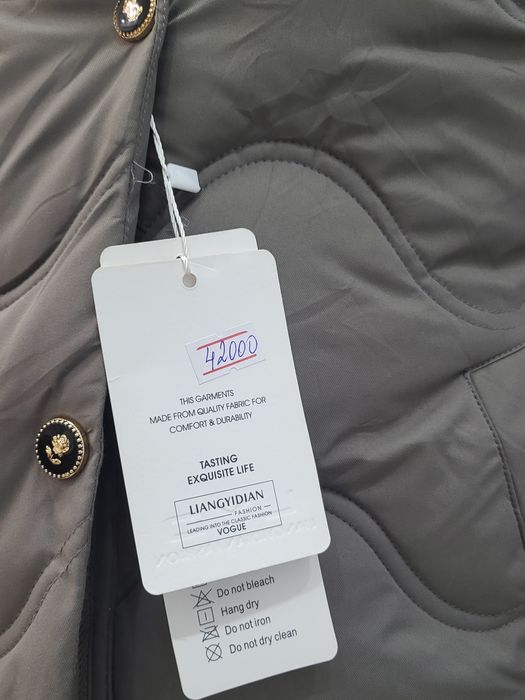 42000
THIS GARMENTS
MADE FROM QUALITY FABRIC FOR
COMFORT & DURABILITY
TASTING
EXQUISITE LIFE
LIANGYIDIAN
FASHION
LEADING INTO THE CLASSIC FASHION
VOGUE
Do not bleach
Hang dry
Do not iron
Do not dry clean